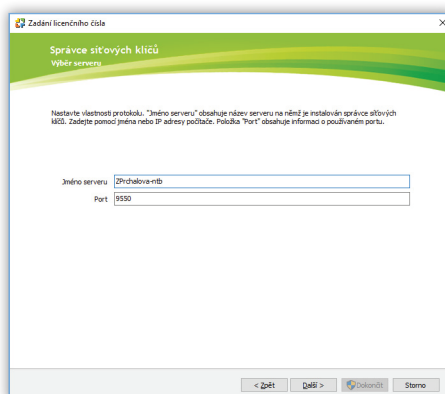 Zadání licenčního čísla
Správce síťových klíčů
Výběr serveru
Nastavte vlastnosti protokolu. "Jméno serveru" obsahuje název serveru na němž je instalován správce síťových
klíčů. Zadejte pomocí jména nebo IP adresy počítače. Položka "Port" obsahuje informaci o používaném portu.
Jméno serveru ZPrchalova-ntb
Port 9550
< Zpět Další > Dokončit Storno